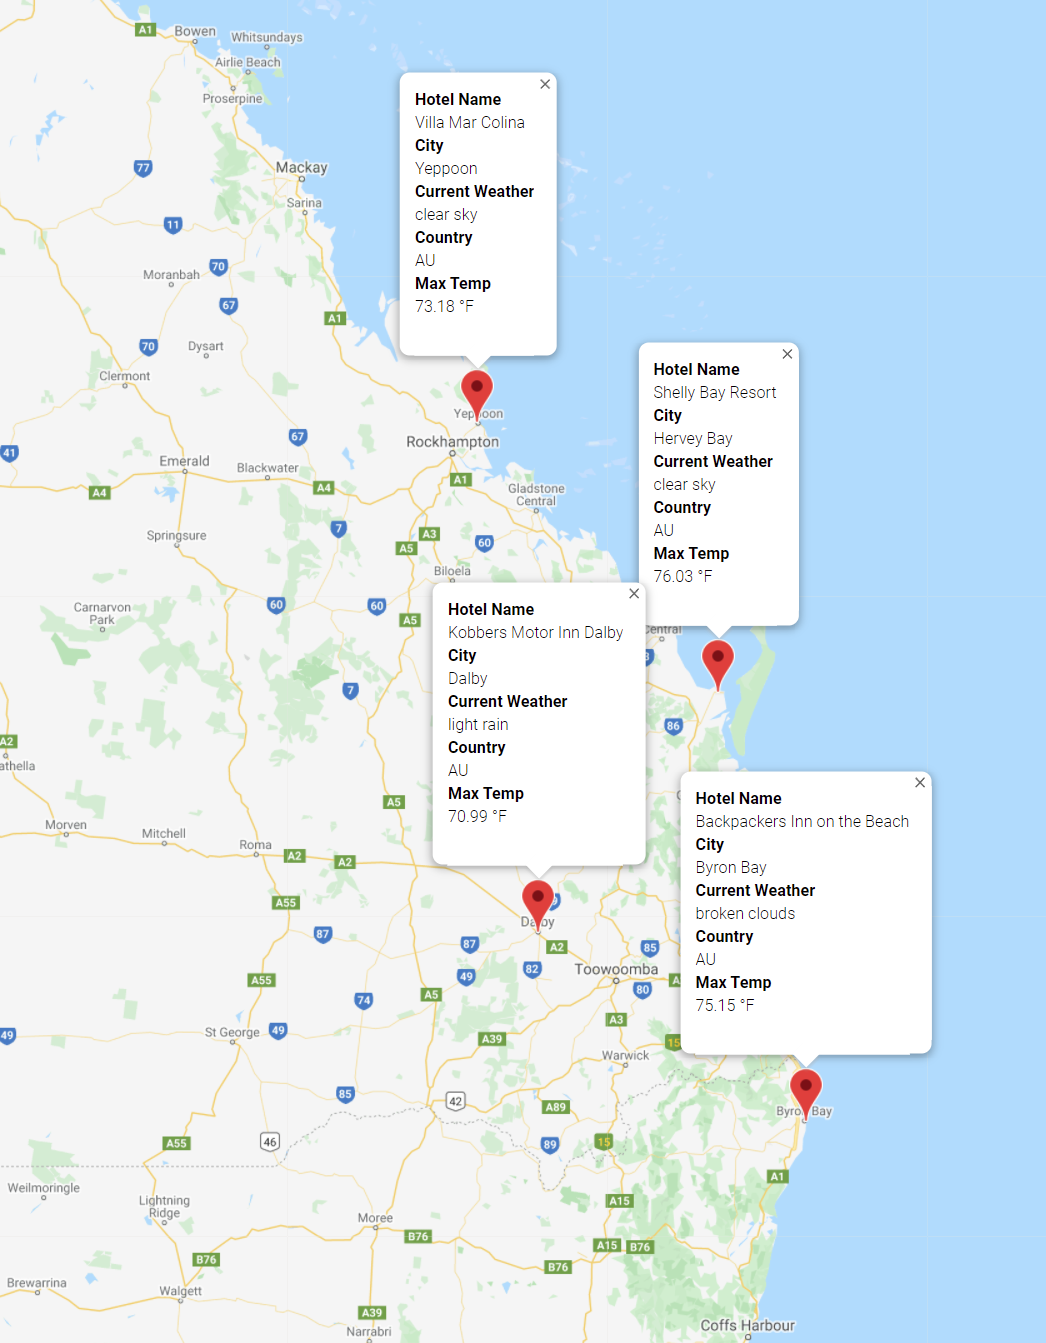 A1
Bowen
Whitsundays
Airlie Beach
Proserpine
77
Mackay
Sarina
11
70
Moranbah
67
A1
70
Dysart
Clermont
Hotel Name
Villa Mar Colina
City
Yeppoon
Current Weather
clear sky
Country
AU
Max Temp
73.18 °F
Yeppoon
Rockhampton
67
41
Emerald
Blackwater
A4
A4
A1
Gladstone
Central
7
Springsure
A3
A5
60
Biloela
Carnarvon
Park
60
60
A5
Hotel Name
Shelly Bay Resort
City
Hervey Bay
Current Weather
clear sky
Country
AU
Max Temp
76.03 °F
Hotel Name
Kobbers Motor Inn Dalby
City
Dalby
Current Weather
light rain
Country
AU
Max Temp
70.99 °F
7
86
A2
A5
Morven
Mitchell
Roma
A2
A2
A55
87
Dalby
A2
87
49
82
85
Toowoomba
80
A55
74
A5
Hotel Name
Backpackers Inn on the Beach
City
Byron Bay
Current Weather
broken clouds
Country
AU
Max Temp
75.15 °F
A3
49
St George
49
A39
15
Warwick
85
42
A89
Byron Bay
A55
46
89
15
A1
Weilmoringle
Lightning
Ridge
A15
Moree
B76
A15
B76
B76
B76
Brewarrina
Walgett
A39
Narrabri
Coffs Harbour